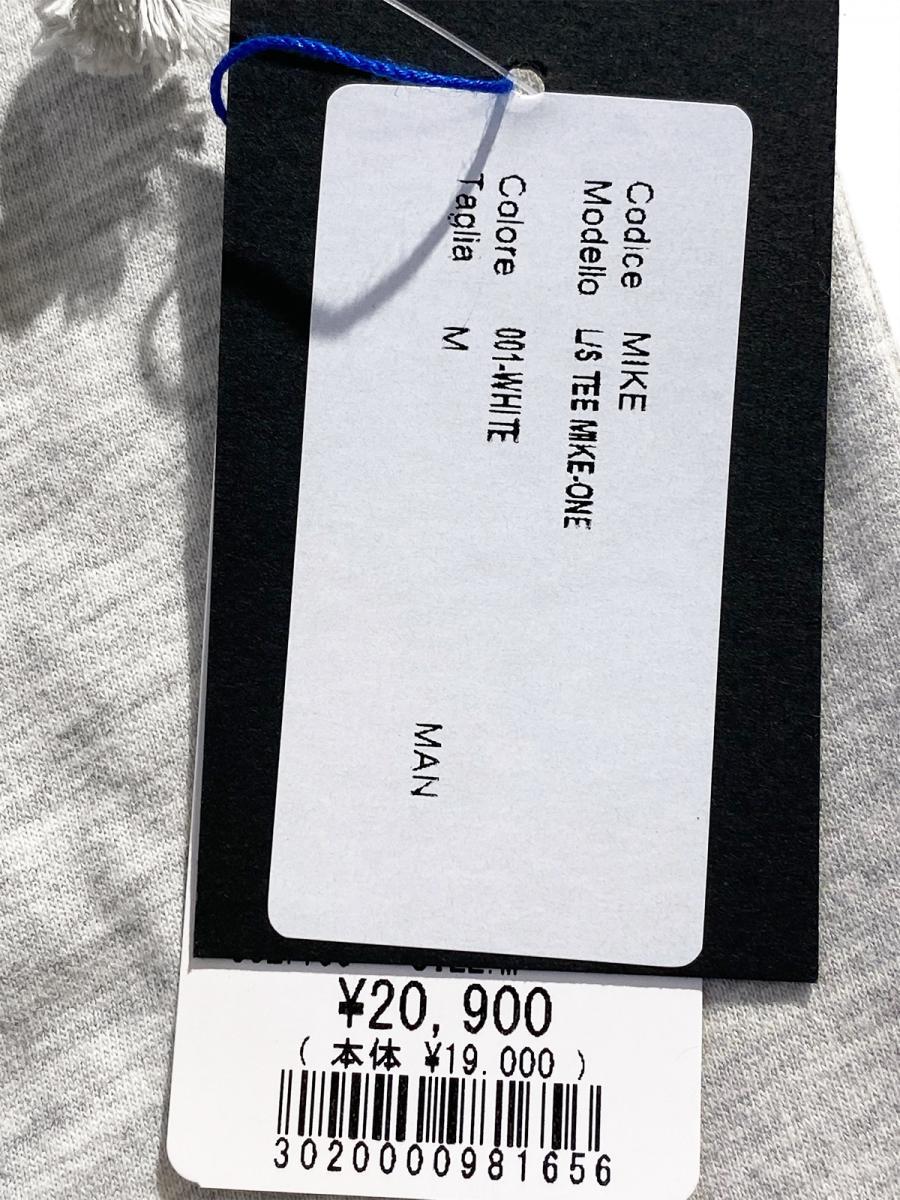 Codice MIKE
Modello L/S TEE MIKE-ONE
Colore 001-WHITE
Taglia M
MAN
¥20,900
( 本体 ¥19.000 )
3020000981656